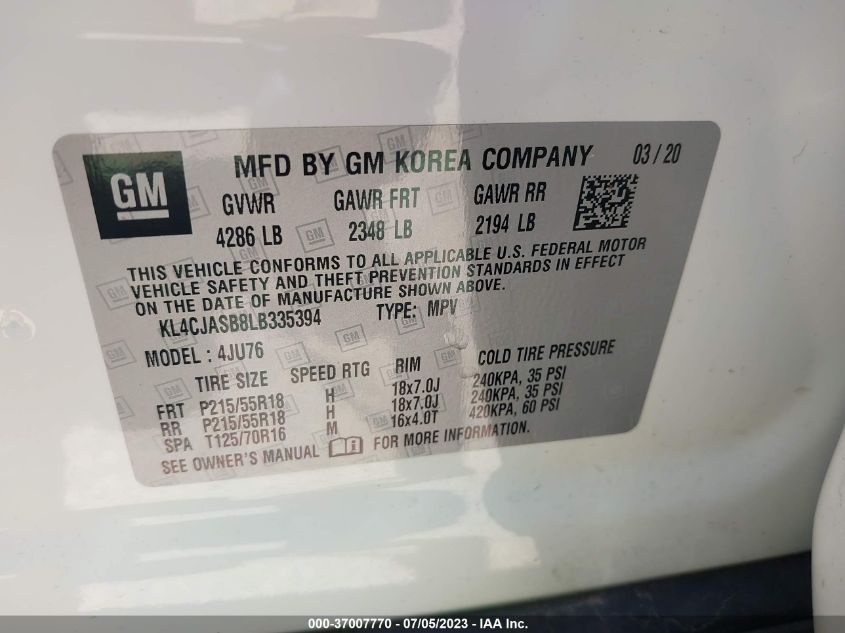 GM
MFD BY GM KOREA COMPANY 03/20
GVWR GAWR FRT GAWR RR
4286 LB 2348 LB 2194 LB
THIS VEHICLE CONFORMS TO ALL APPLICABLE U.S. FEDERAL MOTOR
VEHICLE SAFETY AND THEFT PREVENTION STANDARDS IN EFFECT
ON THE DATE OF MANUFACTURE SHOWN ABOVE.
KL4CJASB8LB335394 TYPE: MPV
MODEL: 4JU76
TIRE SIZE SPEED RTG RIM COLD TIRE PRESSURE
FRT P215/55R18 H 18x7.0J 240KPA, 35 PSI
RR P215/55R18 H 18x7.0J 240KPA, 35 PSI
SPA T125/70R16 M 16x4.0T 420KPA, 60 PSI
SEE OWNER'S MANUAL FOR MORE INFORMATION.
000-37007770 - 07/05/2023 - IAA Inc.